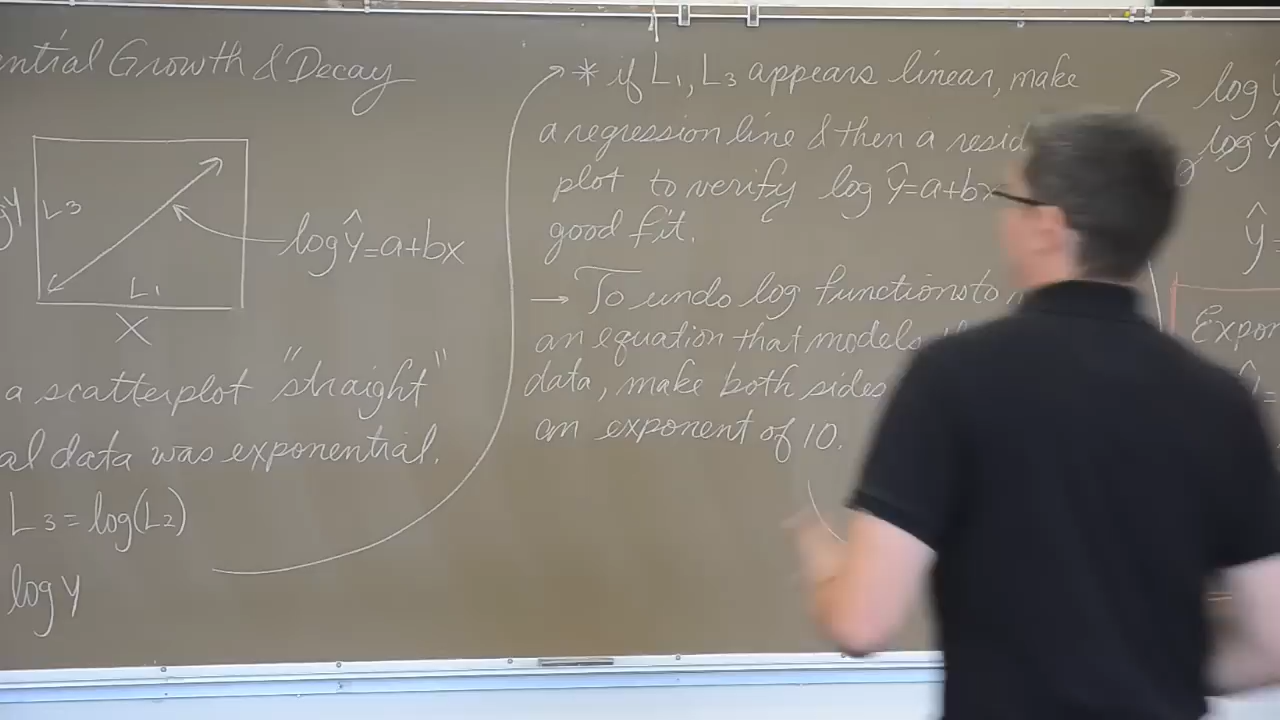 ntial Growth & Decay
gy
L3
L1
X
log ŷ=a+bx
a scatterplot "straight"
al data was exponential.
L3=log(L2)
log y
* if L1, L3 appears linear, make
a regression line & then a resid
plot to verify log ŷ=a+bx
good fit.
→ To undo log functions to
an equation that models
data, make both sides
an exponent of 10.
log
log ŷ
ŷ=
Expon